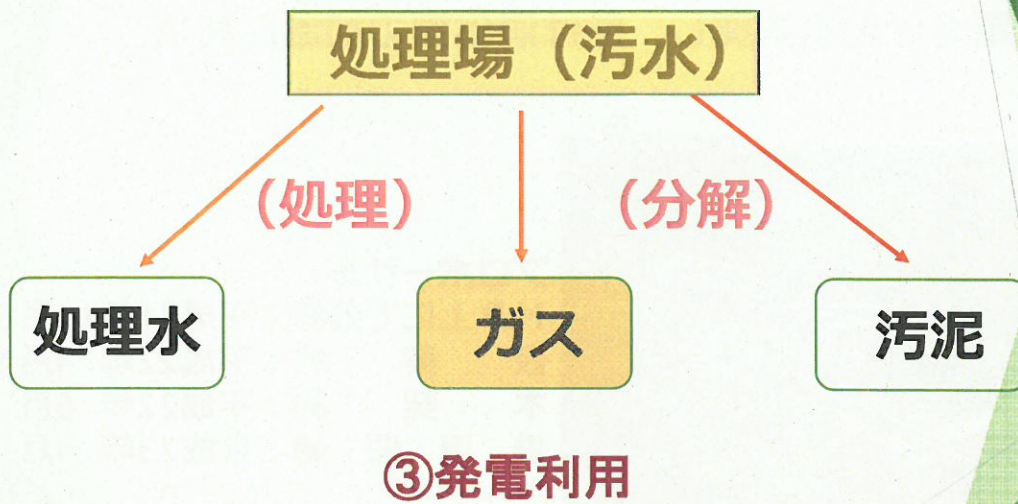 処理場（汚水）
（処理）
（分解）
処理水
ガス
汚泥
③発電利用